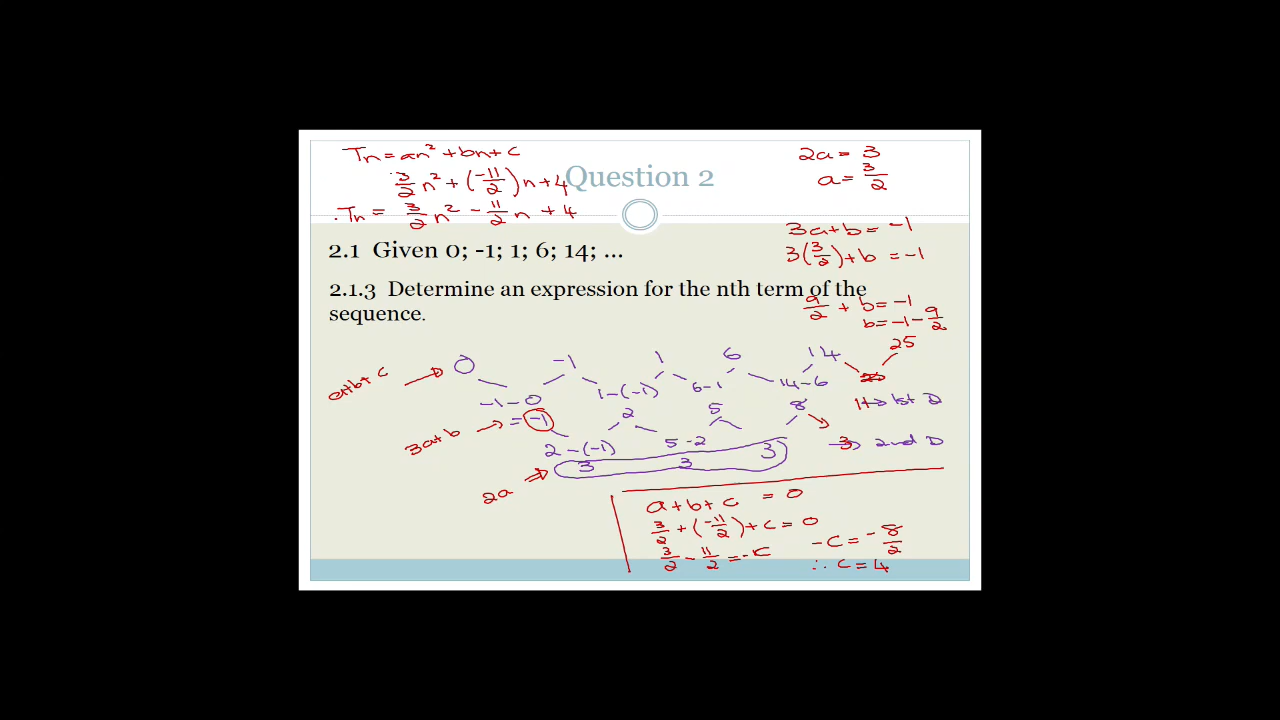 Tn = an² + bn + c
3/2 n² + (-11/2) n + 4
Tn = 3/2 n² - 11/2 n + 4
Question 2
2a = 3
a = 3/2
3a + b = -1
3(3/2) + b = -1
2.1 Given 0; -1; 1; 6; 14; ...
2.1.3 Determine an expression for the nth term of the
sequence.
9/2 + b = -1
b = -1 - 9/2
a+b+c → 0 -1 1 6 14 25
-1-0 1-(-1) 6-1 14-6 11 → 1st D
3a+b → = -1 2 5 8
2-(-1) 5-2 3 3 → 2nd D
2a ⇒ 3 3
a + b + c = 0
3/2 + (-11/2) + c = 0
3/2 - 11/2 = -c
-c = -8/2
∴ c = 4